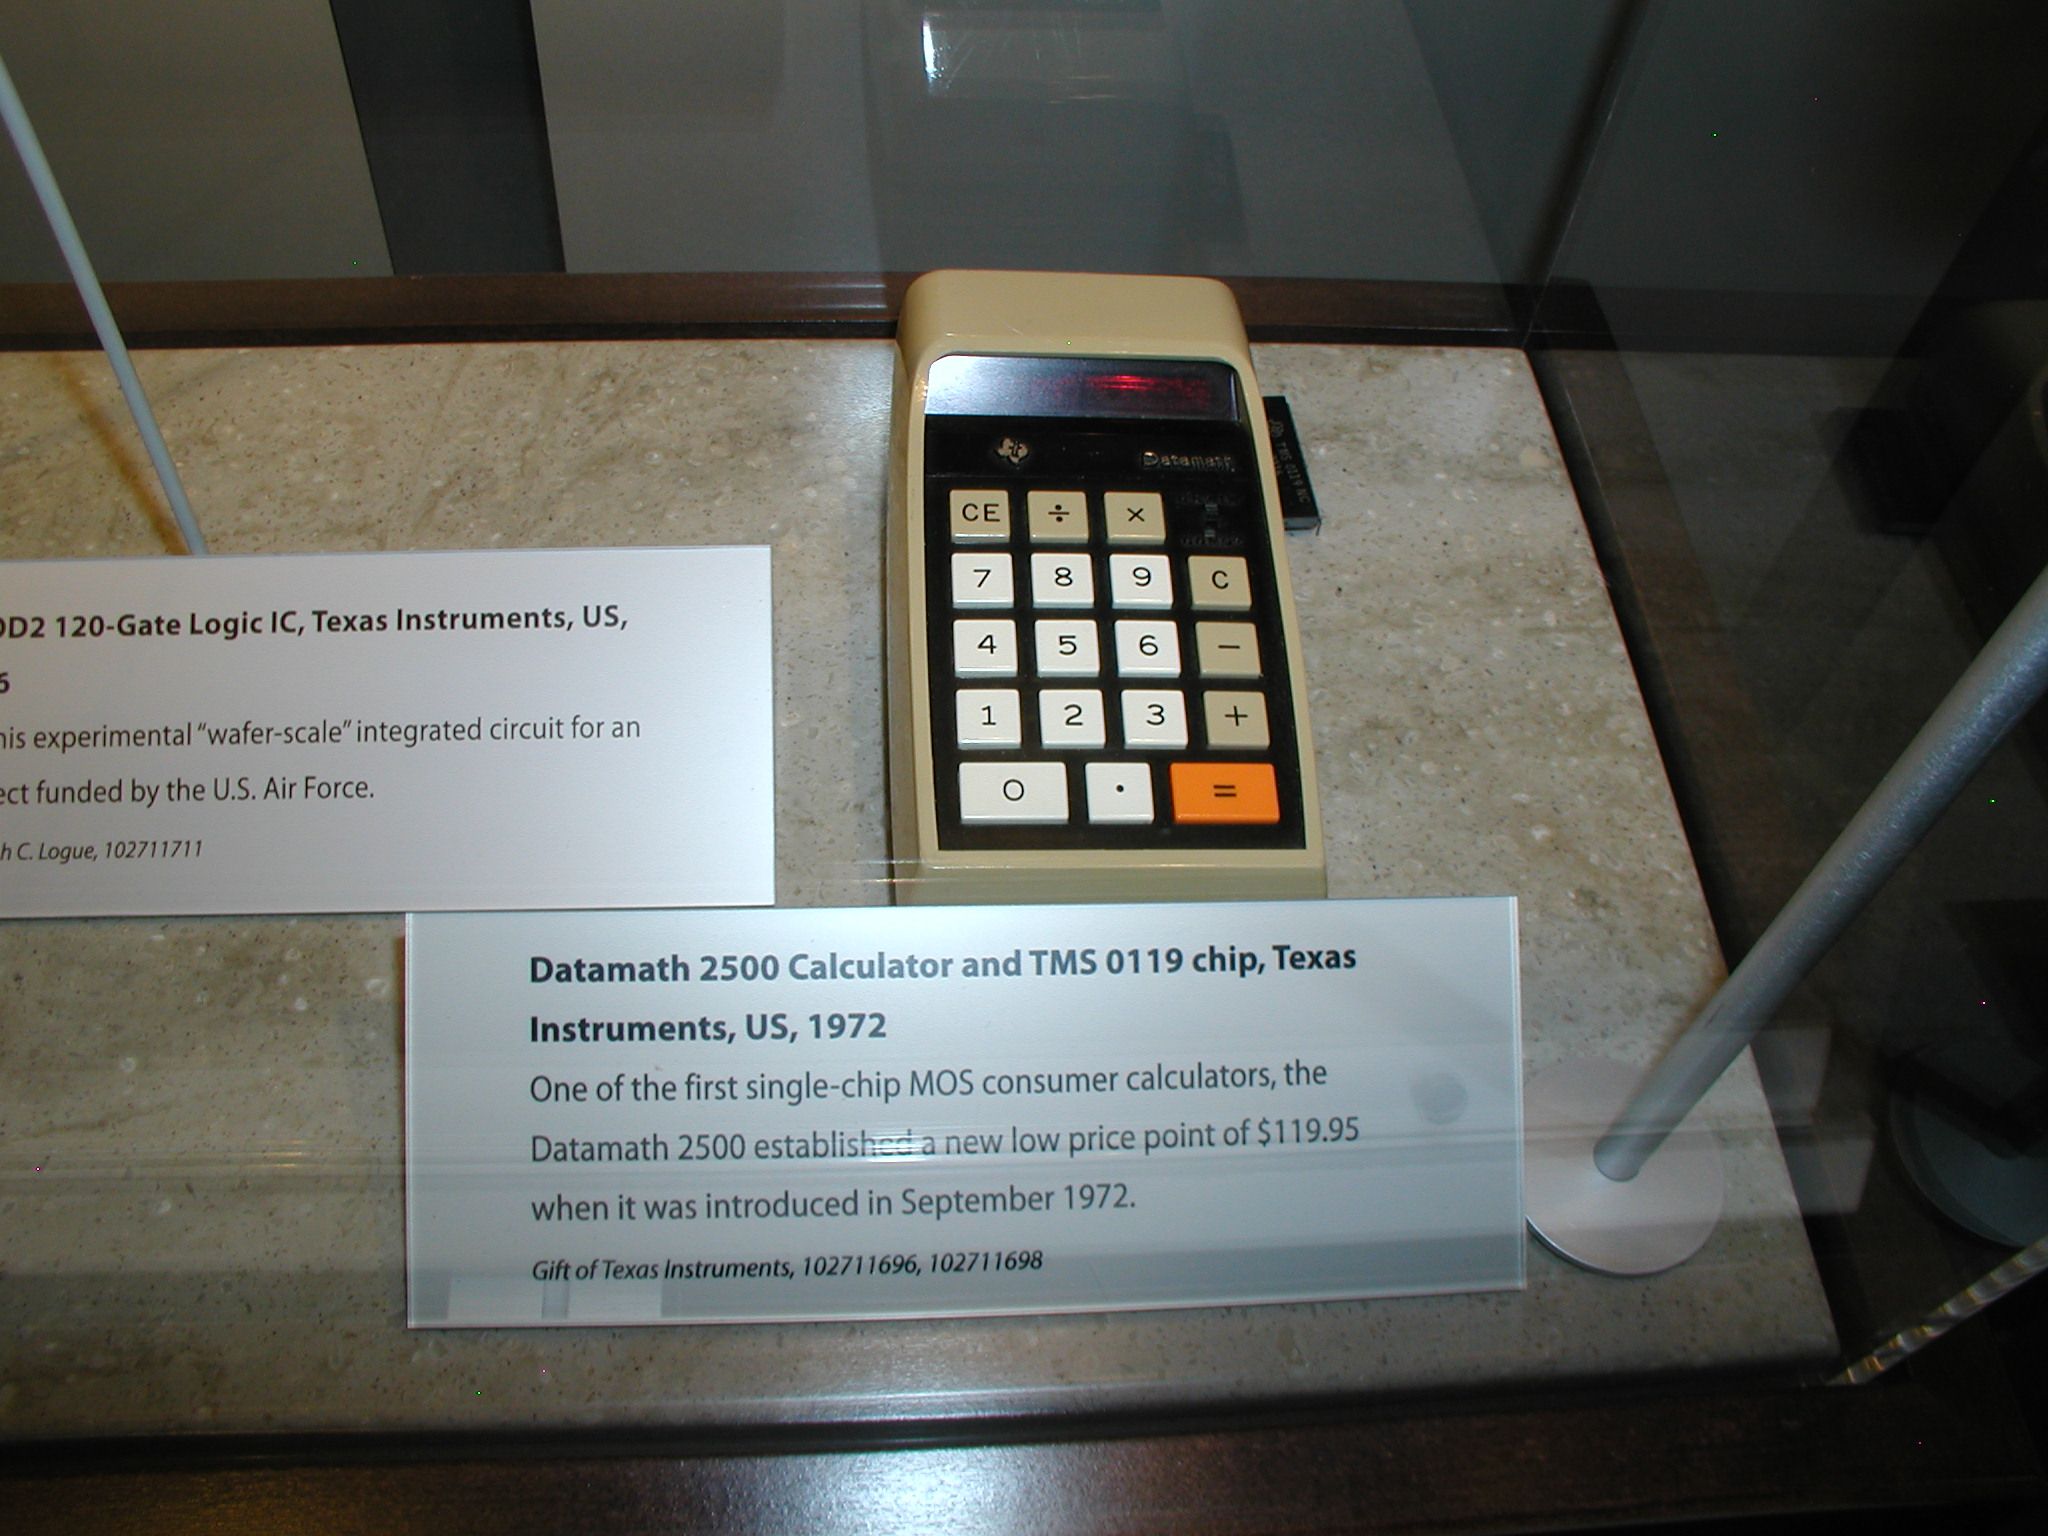 Datamath
TMS 0119 NC
CE ÷ ×
7 8 9 C
4 5 6 −
1 2 3 +
0 . =
120-Gate Logic IC, Texas Instruments, US,
experimental “wafer-scale” integrated circuit for an
funded by the U.S. Air Force.
C. Logue, 102711711
Datamath 2500 Calculator and TMS 0119 chip, Texas
Instruments, US, 1972
One of the first single-chip MOS consumer calculators, the
Datamath 2500 established a new low price point of $119.95
when it was introduced in September 1972.
Gift of Texas Instruments, 102711696, 102711698